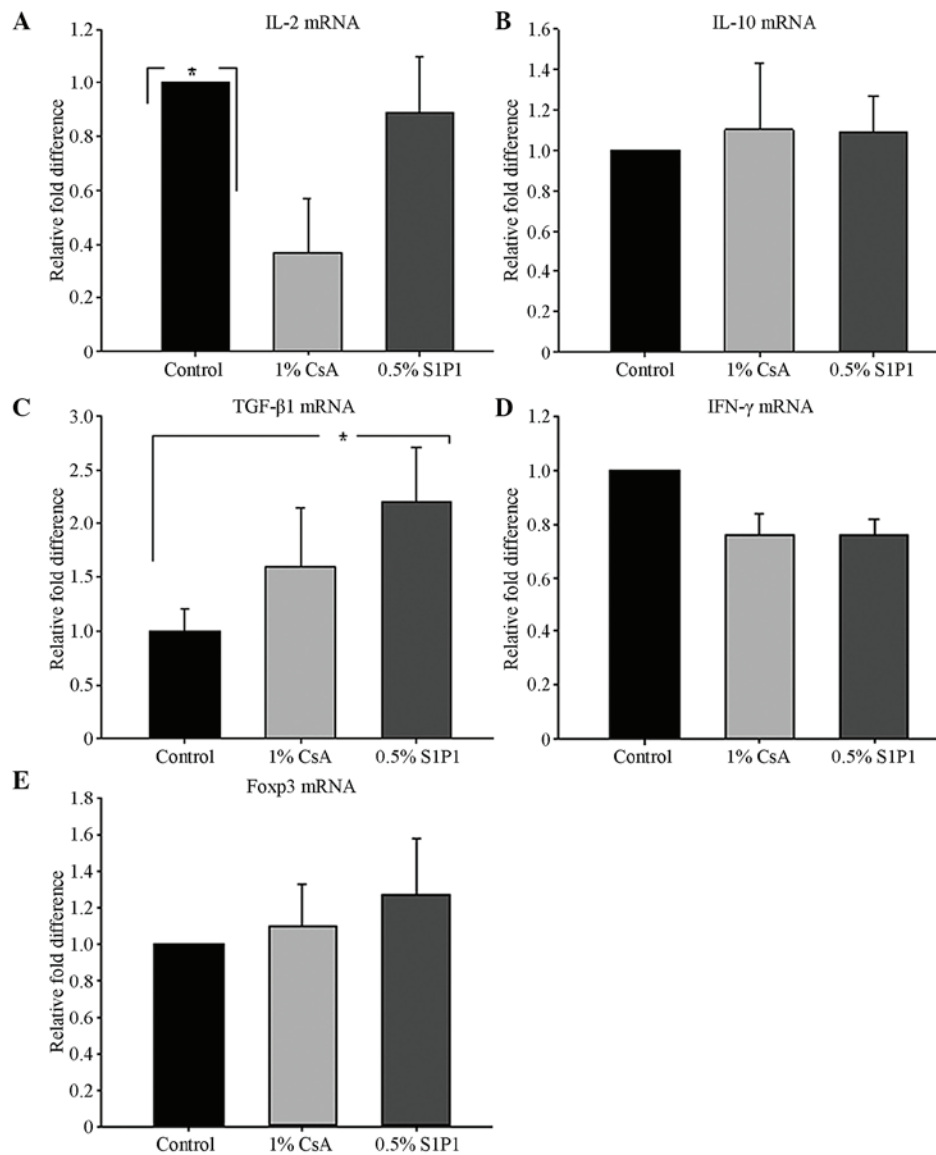 A
IL-2 mRNA
Relative fold difference
1.2
1.0
0.8
0.6
0.4
0.2
0
*
Control 1% CsA 0.5% S1P1
B
IL-10 mRNA
Relative fold difference
1.6
1.4
1.2
1.0
0.8
0.6
0.4
0.2
0
Control 1% CsA 0.5% S1P1
C
TGF-β1 mRNA
Relative fold difference
3.0
2.5
2.0
1.5
1.0
0.5
0
*
Control 1% CsA 0.5% S1P1
D
IFN-γ mRNA
Relative fold difference
1.2
1.0
0.8
0.6
0.4
0.2
0
Control 1% CsA 0.5% S1P1
E
Foxp3 mRNA
Relative fold difference
1.8
1.6
1.4
1.2
1.0
0.8
0.6
0.4
0.2
0
Control 1% CsA 0.5% S1P1